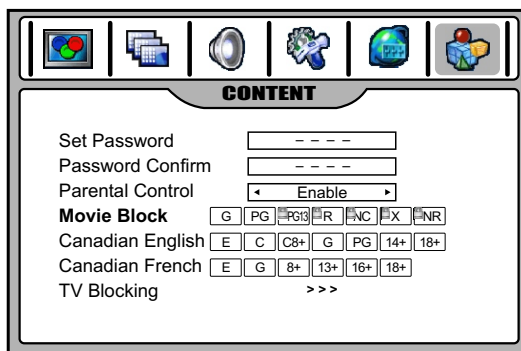 CONTENT
Set Password – – – –
Password Confirm – – – –
Parental Control ◂ Enable ▸
Movie Block G PG PG13 R NC X NR
Canadian English E C C8+ G PG 14+ 18+
Canadian French E G 8+ 13+ 16+ 18+
TV Blocking >>>